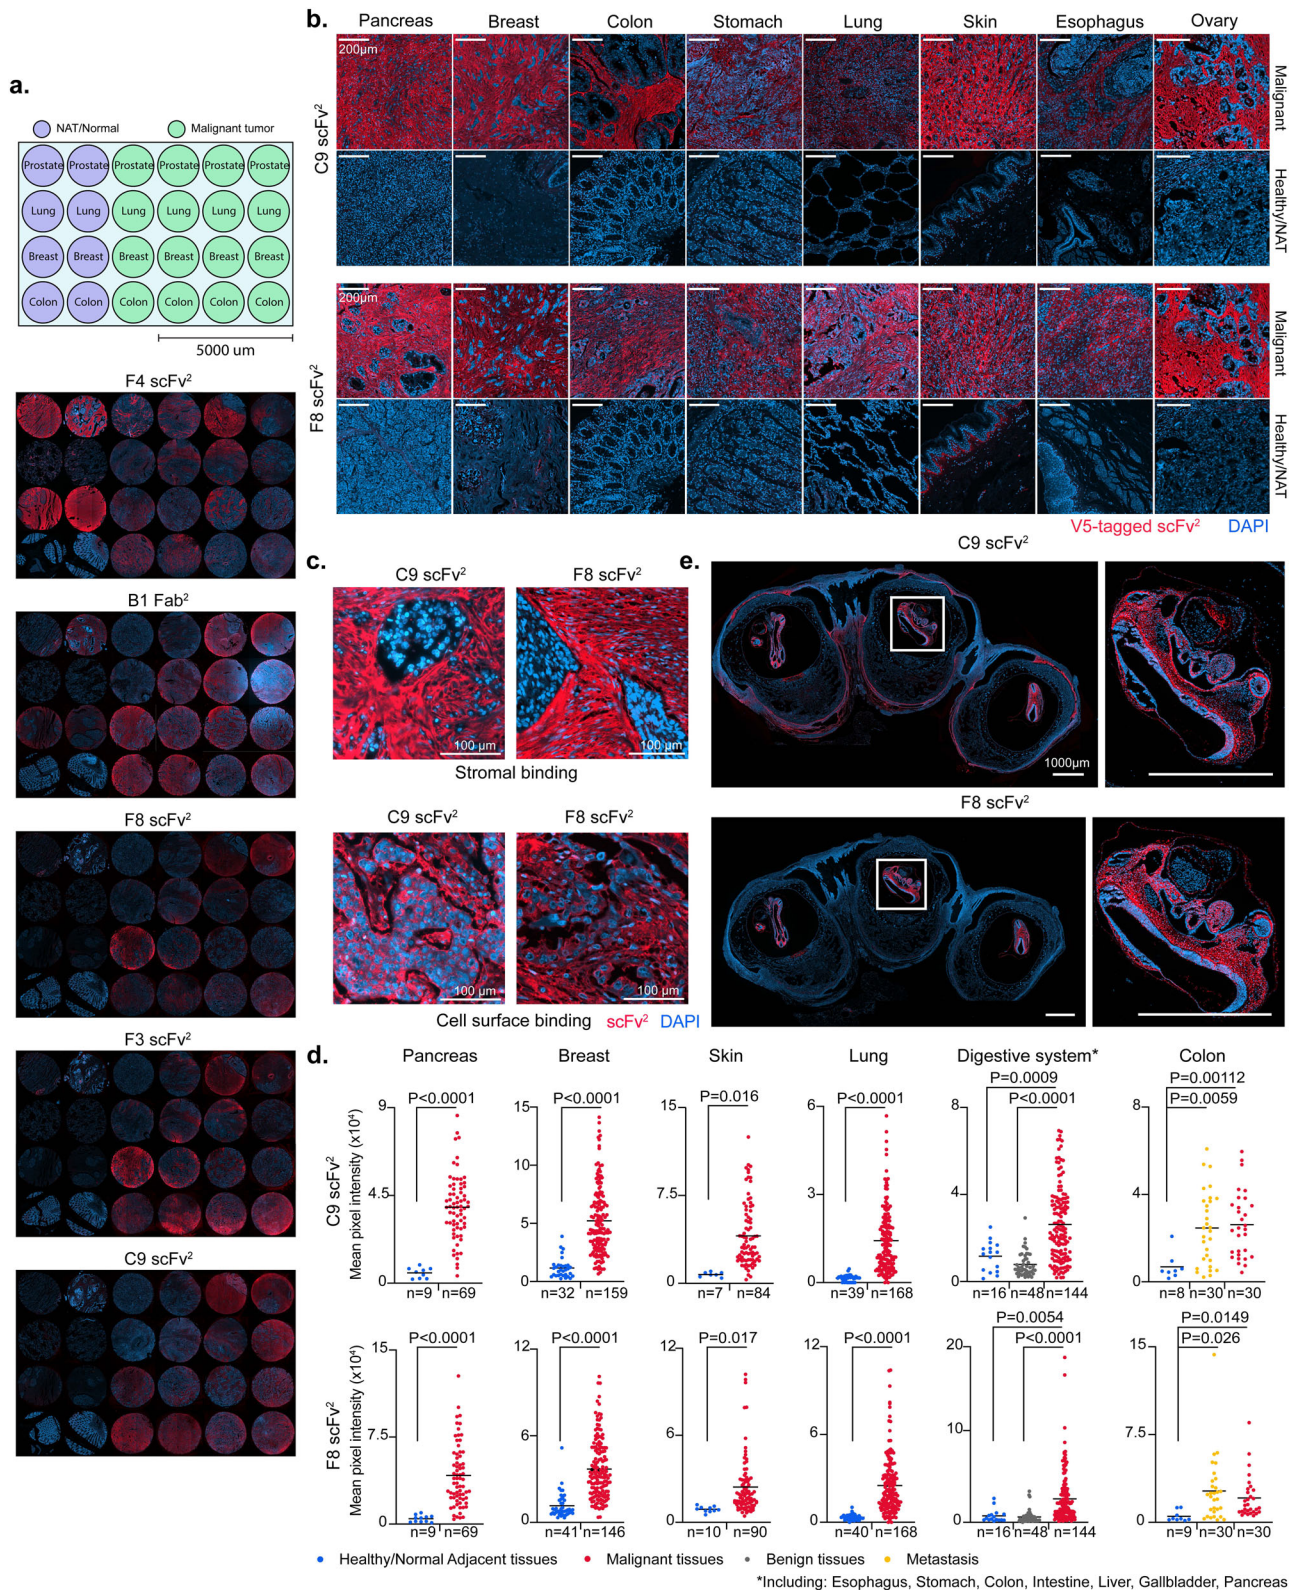 a.
NAT/Normal Malignant tumor
Prostate Prostate Prostate Prostate Prostate Prostate
Lung Lung Lung Lung Lung Lung
Breast Breast Breast Breast Breast Breast
Colon Colon Colon Colon Colon Colon
5000 um
F4 scFv²
B1 Fab²
F8 scFv²
F3 scFv²
C9 scFv²
b.
Pancreas Breast Colon Stomach Lung Skin Esophagus Ovary
200µm
C9 scFv²
Malignant
Healthy/NAT
200µm
F8 scFv²
Malignant
Healthy/NAT
V5-tagged scFv² DAPI
c.
C9 scFv² F8 scFv²
100 µm 100 µm
Stromal binding
C9 scFv² F8 scFv²
100 µm 100 µm
Cell surface binding scFv² DAPI
e.
C9 scFv²
1000µm
F8 scFv²
d.
Pancreas Breast Skin Lung Digestive system* Colon
C9 scFv²
Mean pixel intensity (x10⁴)
P<0.0001
9
4.5
0
n=9 n=69
P<0.0001
15
10
5
0
n=32 n=159
P=0.016
15
7.5
0
n=7 n=84
P<0.0001
6
3
0
n=39 n=168
P=0.0009
P<0.0001
8
4
0
n=16 n=48 n=144
P=0.00112
P=0.0059
8
4
0
n=8 n=30 n=30
F8 scFv²
Mean pixel intensity (x10⁴)
P<0.0001
15
7.5
0
n=9 n=69
P<0.0001
12
6
0
n=41 n=146
P=0.017
12
6
0
n=10 n=90
P<0.0001
12
6
0
n=40 n=168
P=0.0054
P<0.0001
20
10
0
n=16 n=48 n=144
P=0.0149
P=0.026
15
7.5
0
n=9 n=30 n=30
Healthy/Normal Adjacent tissues Malignant tissues Benign tissues Metastasis
*Including: Esophagus, Stomach, Colon, Intestine, Liver, Gallbladder, Pancreas